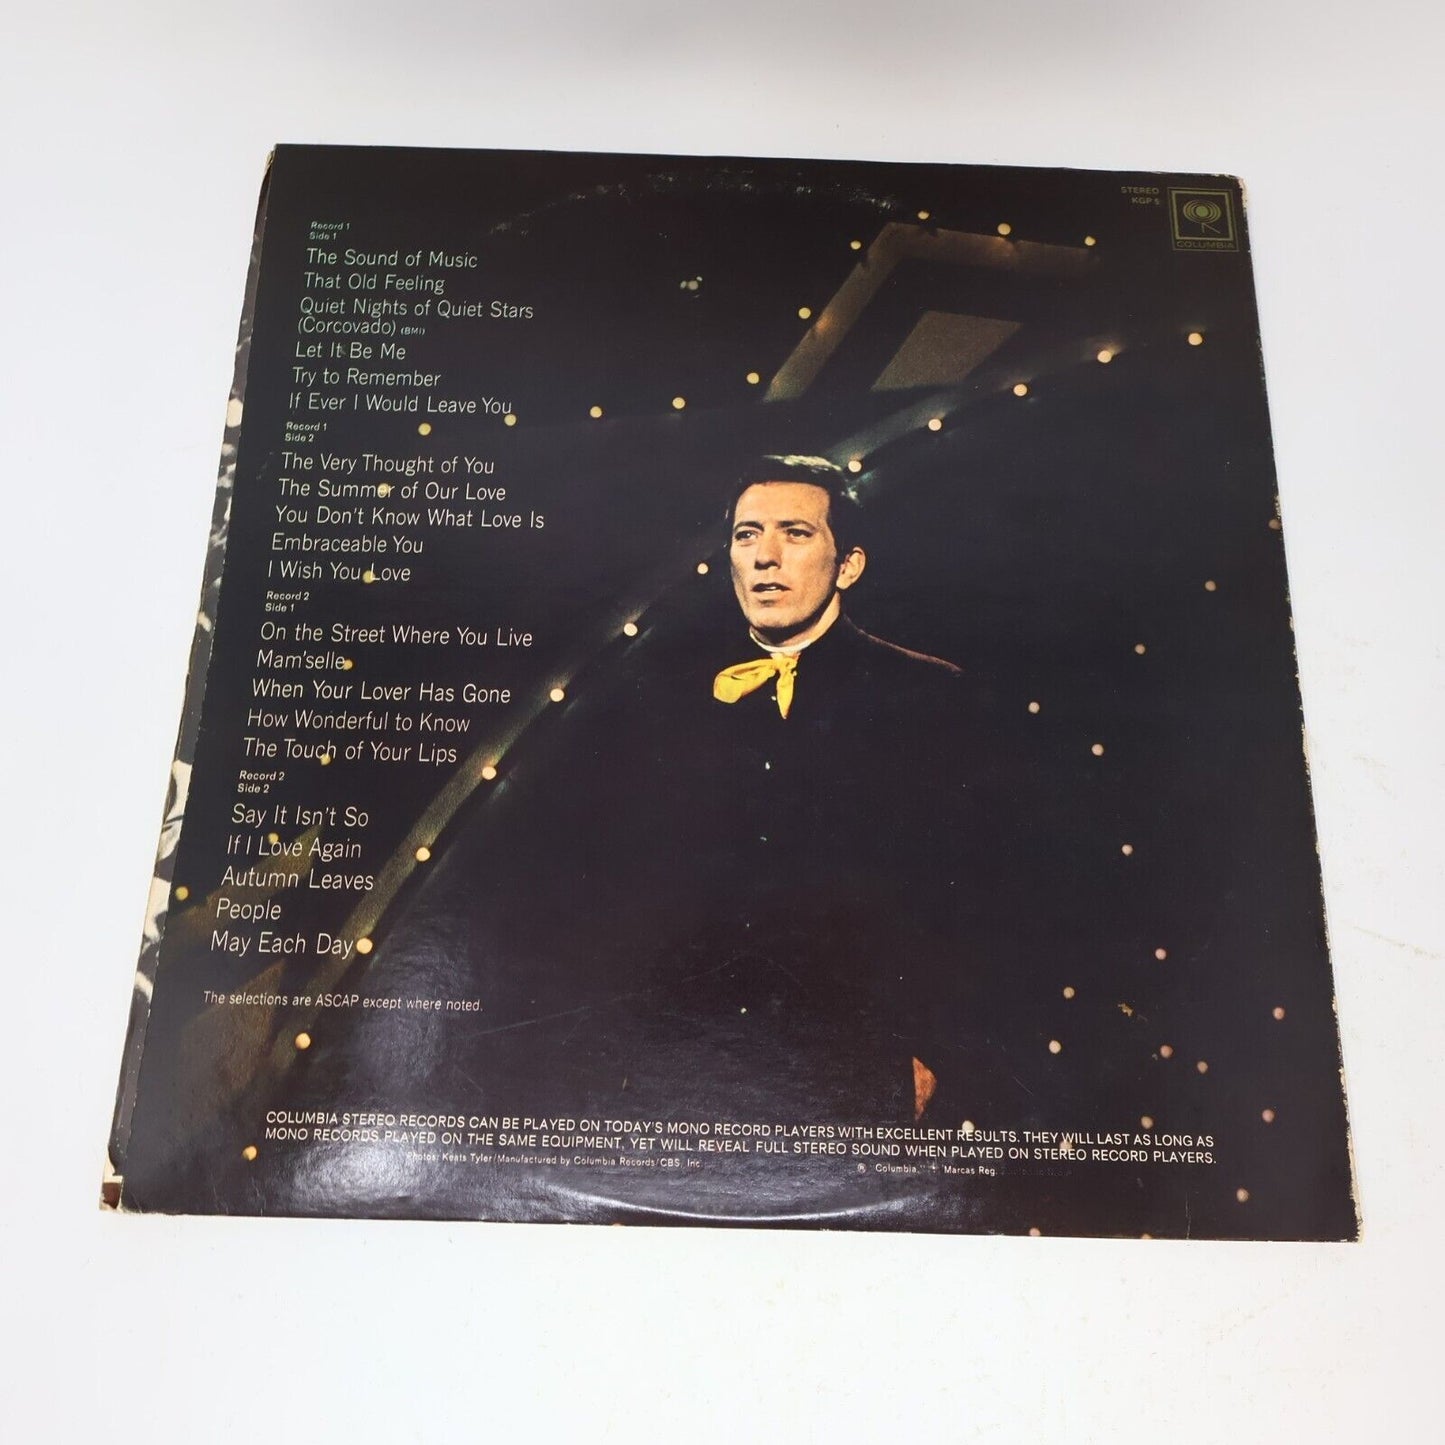 STEREO
KGP 5
COLUMBIA
Record 1
Side 1
The Sound of Music
That Old Feeling
Quiet Nights of Quiet Stars
(Corcovado) (BMI)
Let It Be Me
Try to Remember
If Ever I Would Leave You
Record 1
Side 2
The Very Thought of You
The Summer of Our Love
You Don't Know What Love Is
Embraceable You
I Wish You Love
Record 2
Side 1
On the Street Where You Live
Mam'selle
When Your Lover Has Gone
How Wonderful to Know
The Touch of Your Lips
Record 2
Side 2
Say It Isn't So
If I Love Again
Autumn Leaves
People
May Each Day
The selections are ASCAP except where noted.
COLUMBIA STEREO RECORDS CAN BE PLAYED ON TODAY'S MONO RECORD PLAYERS WITH EXCELLENT RESULTS. THEY WILL LAST AS LONG AS
MONO RECORDS PLAYED ON THE SAME EQUIPMENT, YET WILL REVEAL FULL STEREO SOUND WHEN PLAYED ON STEREO RECORD PLAYERS.
Photos: Keats Tyler/Manufactured by Columbia Records/CBS, Inc. ® "Columbia," Marcas Reg.